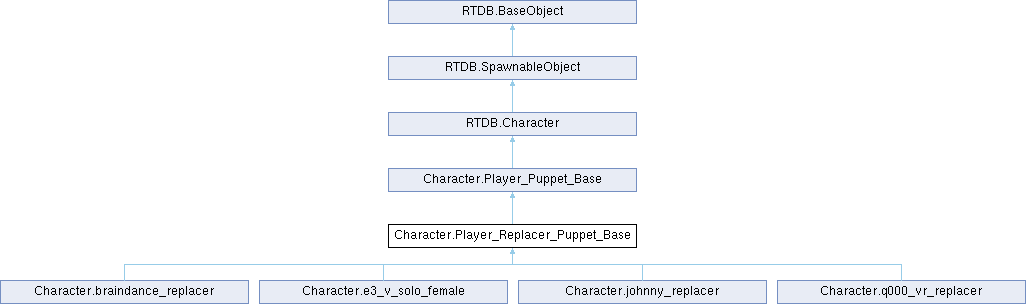 RTDB.BaseObject
RTDB.SpawnableObject
RTDB.Character
Character.Player_Puppet_Base
Character.Player_Replacer_Puppet_Base
Character.braindance_replacer
Character.e3_v_solo_female
Character.johnny_replacer
Character.q000_vr_replacer